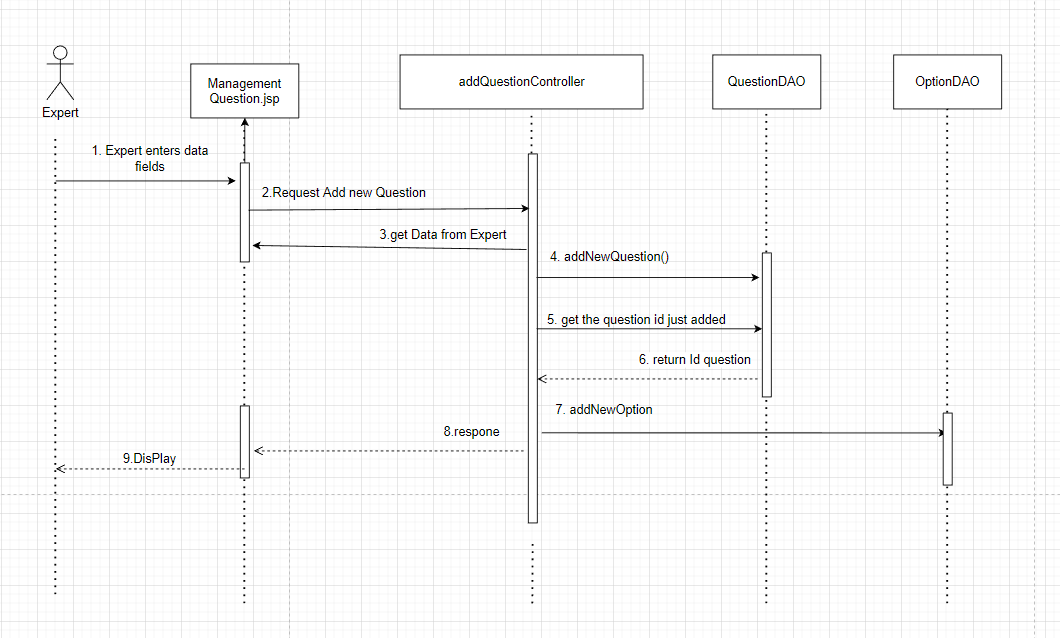 Expert
Management
Question.jsp
addQuestionController
QuestionDAO
OptionDAO
1. Expert enters data
fields
2.Request Add new Question
3.get Data from Expert
4. addNewQuestion()
5. get the question id just added
6. return Id question
7. addNewOption
8.respone
9.DisPlay